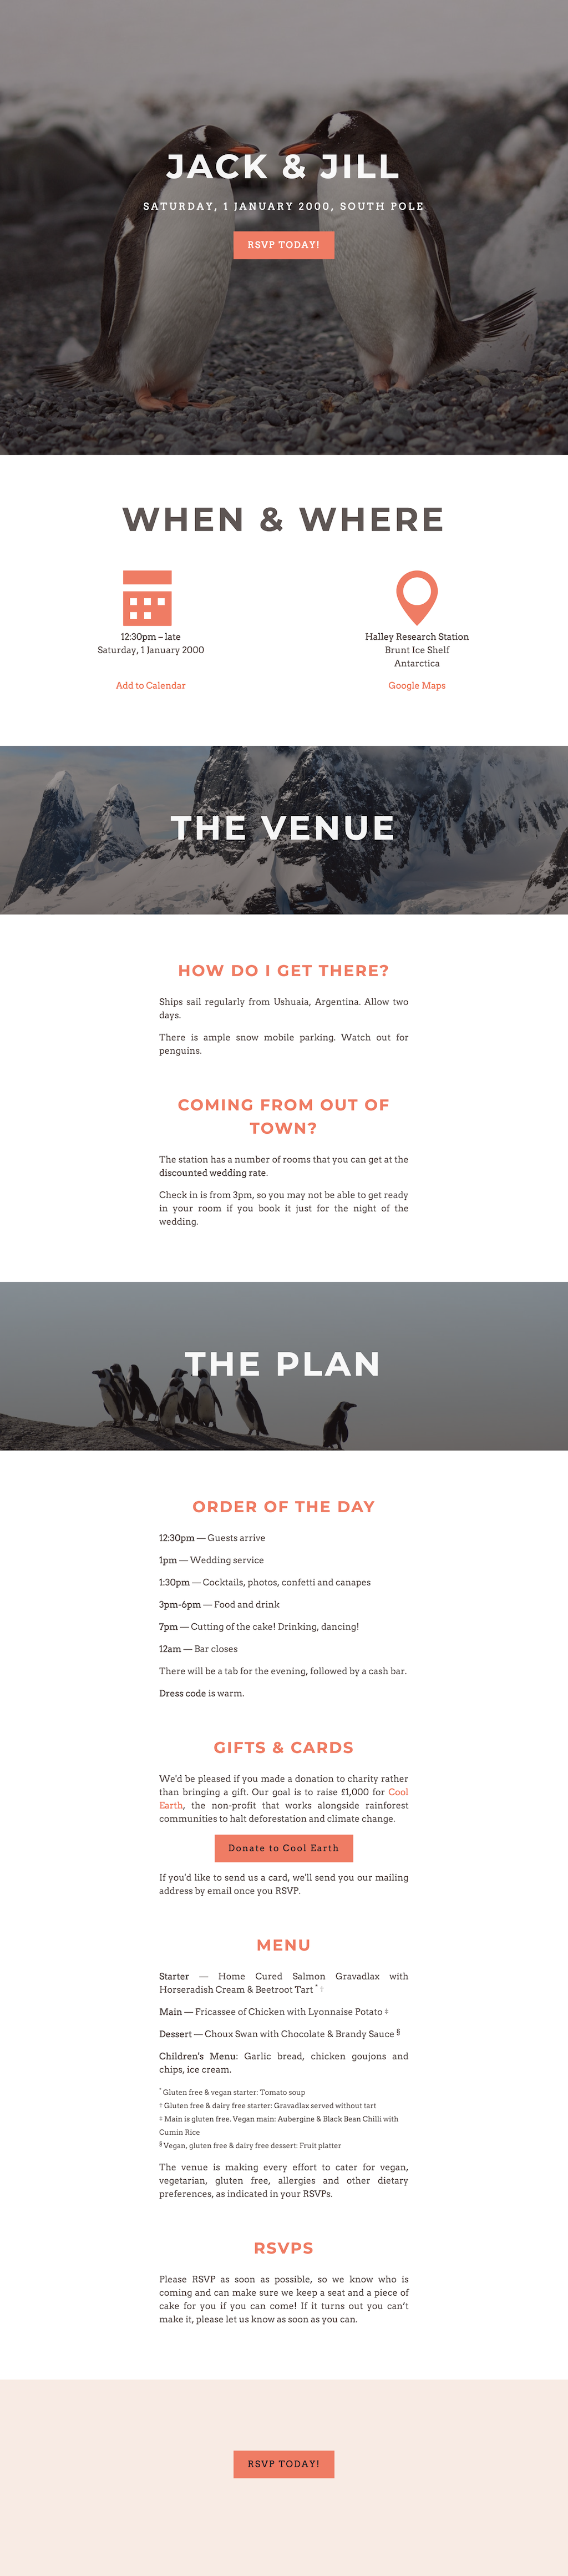 JACK & JILL
SATURDAY, 1 JANUARY 2000, SOUTH POLE
RSVP TODAY!
WHEN & WHERE
12:30pm – late
Saturday, 1 January 2000
Add to Calendar
Halley Research Station
Brunt Ice Shelf
Antarctica
Google Maps
THE VENUE
HOW DO I GET THERE?
Ships sail regularly from Ushuaia, Argentina. Allow two
days.
There is ample snow mobile parking. Watch out for
penguins.
COMING FROM OUT OF
TOWN?
The station has a number of rooms that you can get at the
discounted wedding rate.
Check in is from 3pm, so you may not be able to get ready
in your room if you book it just for the night of the
wedding.
THE PLAN
ORDER OF THE DAY
12:30pm — Guests arrive
1pm — Wedding service
1:30pm — Cocktails, photos, confetti and canapes
3pm-6pm — Food and drink
7pm — Cutting of the cake! Drinking, dancing!
12am — Bar closes
There will be a tab for the evening, followed by a cash bar.
Dress code is warm.
GIFTS & CARDS
We'd be pleased if you made a donation to charity rather
than bringing a gift. Our goal is to raise £1,000 for Cool
Earth, the non-profit that works alongside rainforest
communities to halt deforestation and climate change.
Donate to Cool Earth
If you'd like to send us a card, we'll send you our mailing
address by email once you RSVP.
MENU
Starter — Home Cured Salmon Gravadlax with
Horseradish Cream & Beetroot Tart * †
Main — Fricassee of Chicken with Lyonnaise Potato ‡
Dessert — Choux Swan with Chocolate & Brandy Sauce §
Children's Menu: Garlic bread, chicken goujons and
chips, ice cream.
* Gluten free & vegan starter: Tomato soup
† Gluten free & dairy free starter: Gravadlax served without tart
‡ Main is gluten free. Vegan main: Aubergine & Black Bean Chilli with
Cumin Rice
§ Vegan, gluten free & dairy free dessert: Fruit platter
The venue is making every effort to cater for vegan,
vegetarian, gluten free, allergies and other dietary
preferences, as indicated in your RSVPs.
RSVPS
Please RSVP as soon as possible, so we know who is
coming and can make sure we keep a seat and a piece of
cake for you if you can come! If it turns out you can't
make it, please let us know as soon as you can.
RSVP TODAY!